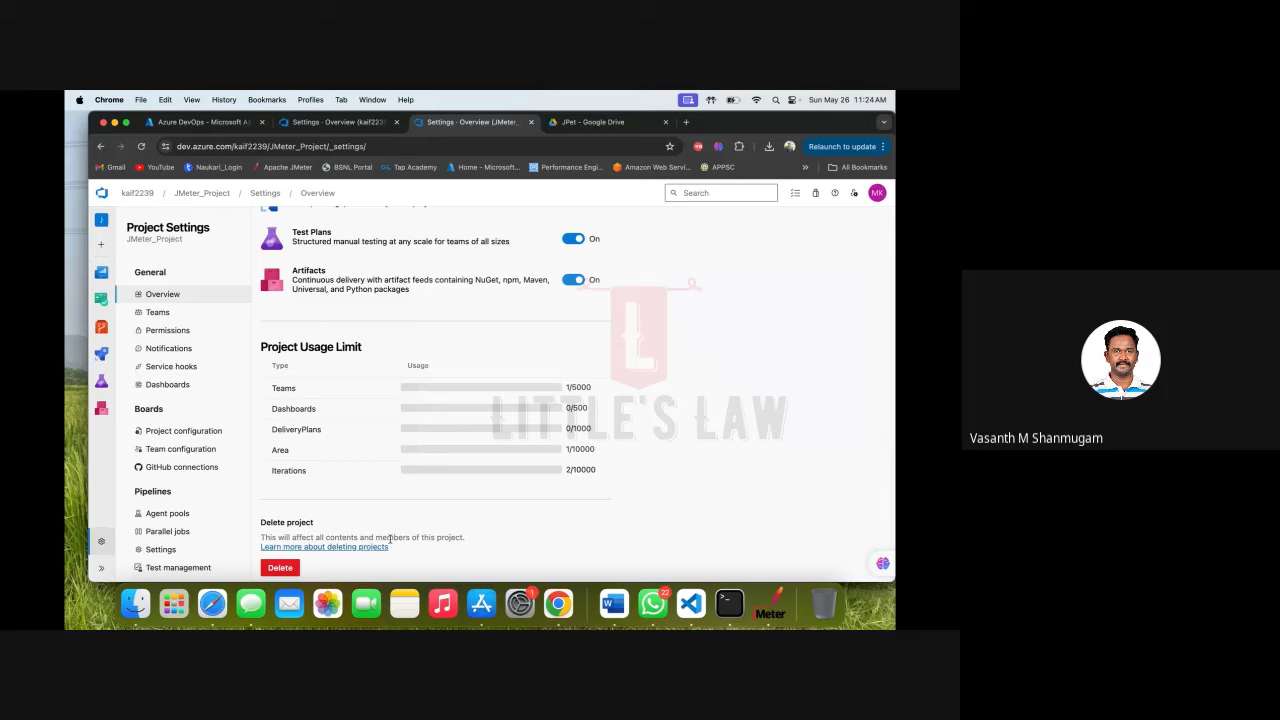 Chrome File Edit View History Bookmarks Profiles Tab Window Help Sun May 26 11:24 AM
Azure DevOps - Microsoft Az Settings - Overview (kaif2239 Settings - Overview (JMeter_ JPet - Google Drive
dev.azure.com/kaif2239/JMeter_Project/_settings/ Relaunch to update
Gmail YouTube Naukari_Login Apache JMeter BSNL Portal Tap Academy Home - Microsoft... Performance Engi... Amazon Web Servi... APPSC All Bookmarks
kaif2239 / JMeter_Project / Settings / Overview Search MK
J
Project Settings
JMeter_Project
General
Overview
Teams
Permissions
Notifications
Service hooks
Dashboards
Boards
Project configuration
Team configuration
GitHub connections
Pipelines
Agent pools
Parallel jobs
Settings
Test management
Test Plans
Structured manual testing at any scale for teams of all sizes
On
Artifacts
Continuous delivery with artifact feeds containing NuGet, npm, Maven,
Universal, and Python packages
On
Project Usage Limit
Type Usage
Teams 1/5000
Dashboards 0/500
DeliveryPlans 0/1000
Area 1/10000
Iterations 2/10000
Delete project
This will affect all contents and members of this project.
Learn more about deleting projects
Delete
L
LITTLE'S LAW
1
22
Meter
Vasanth M Shanmugam